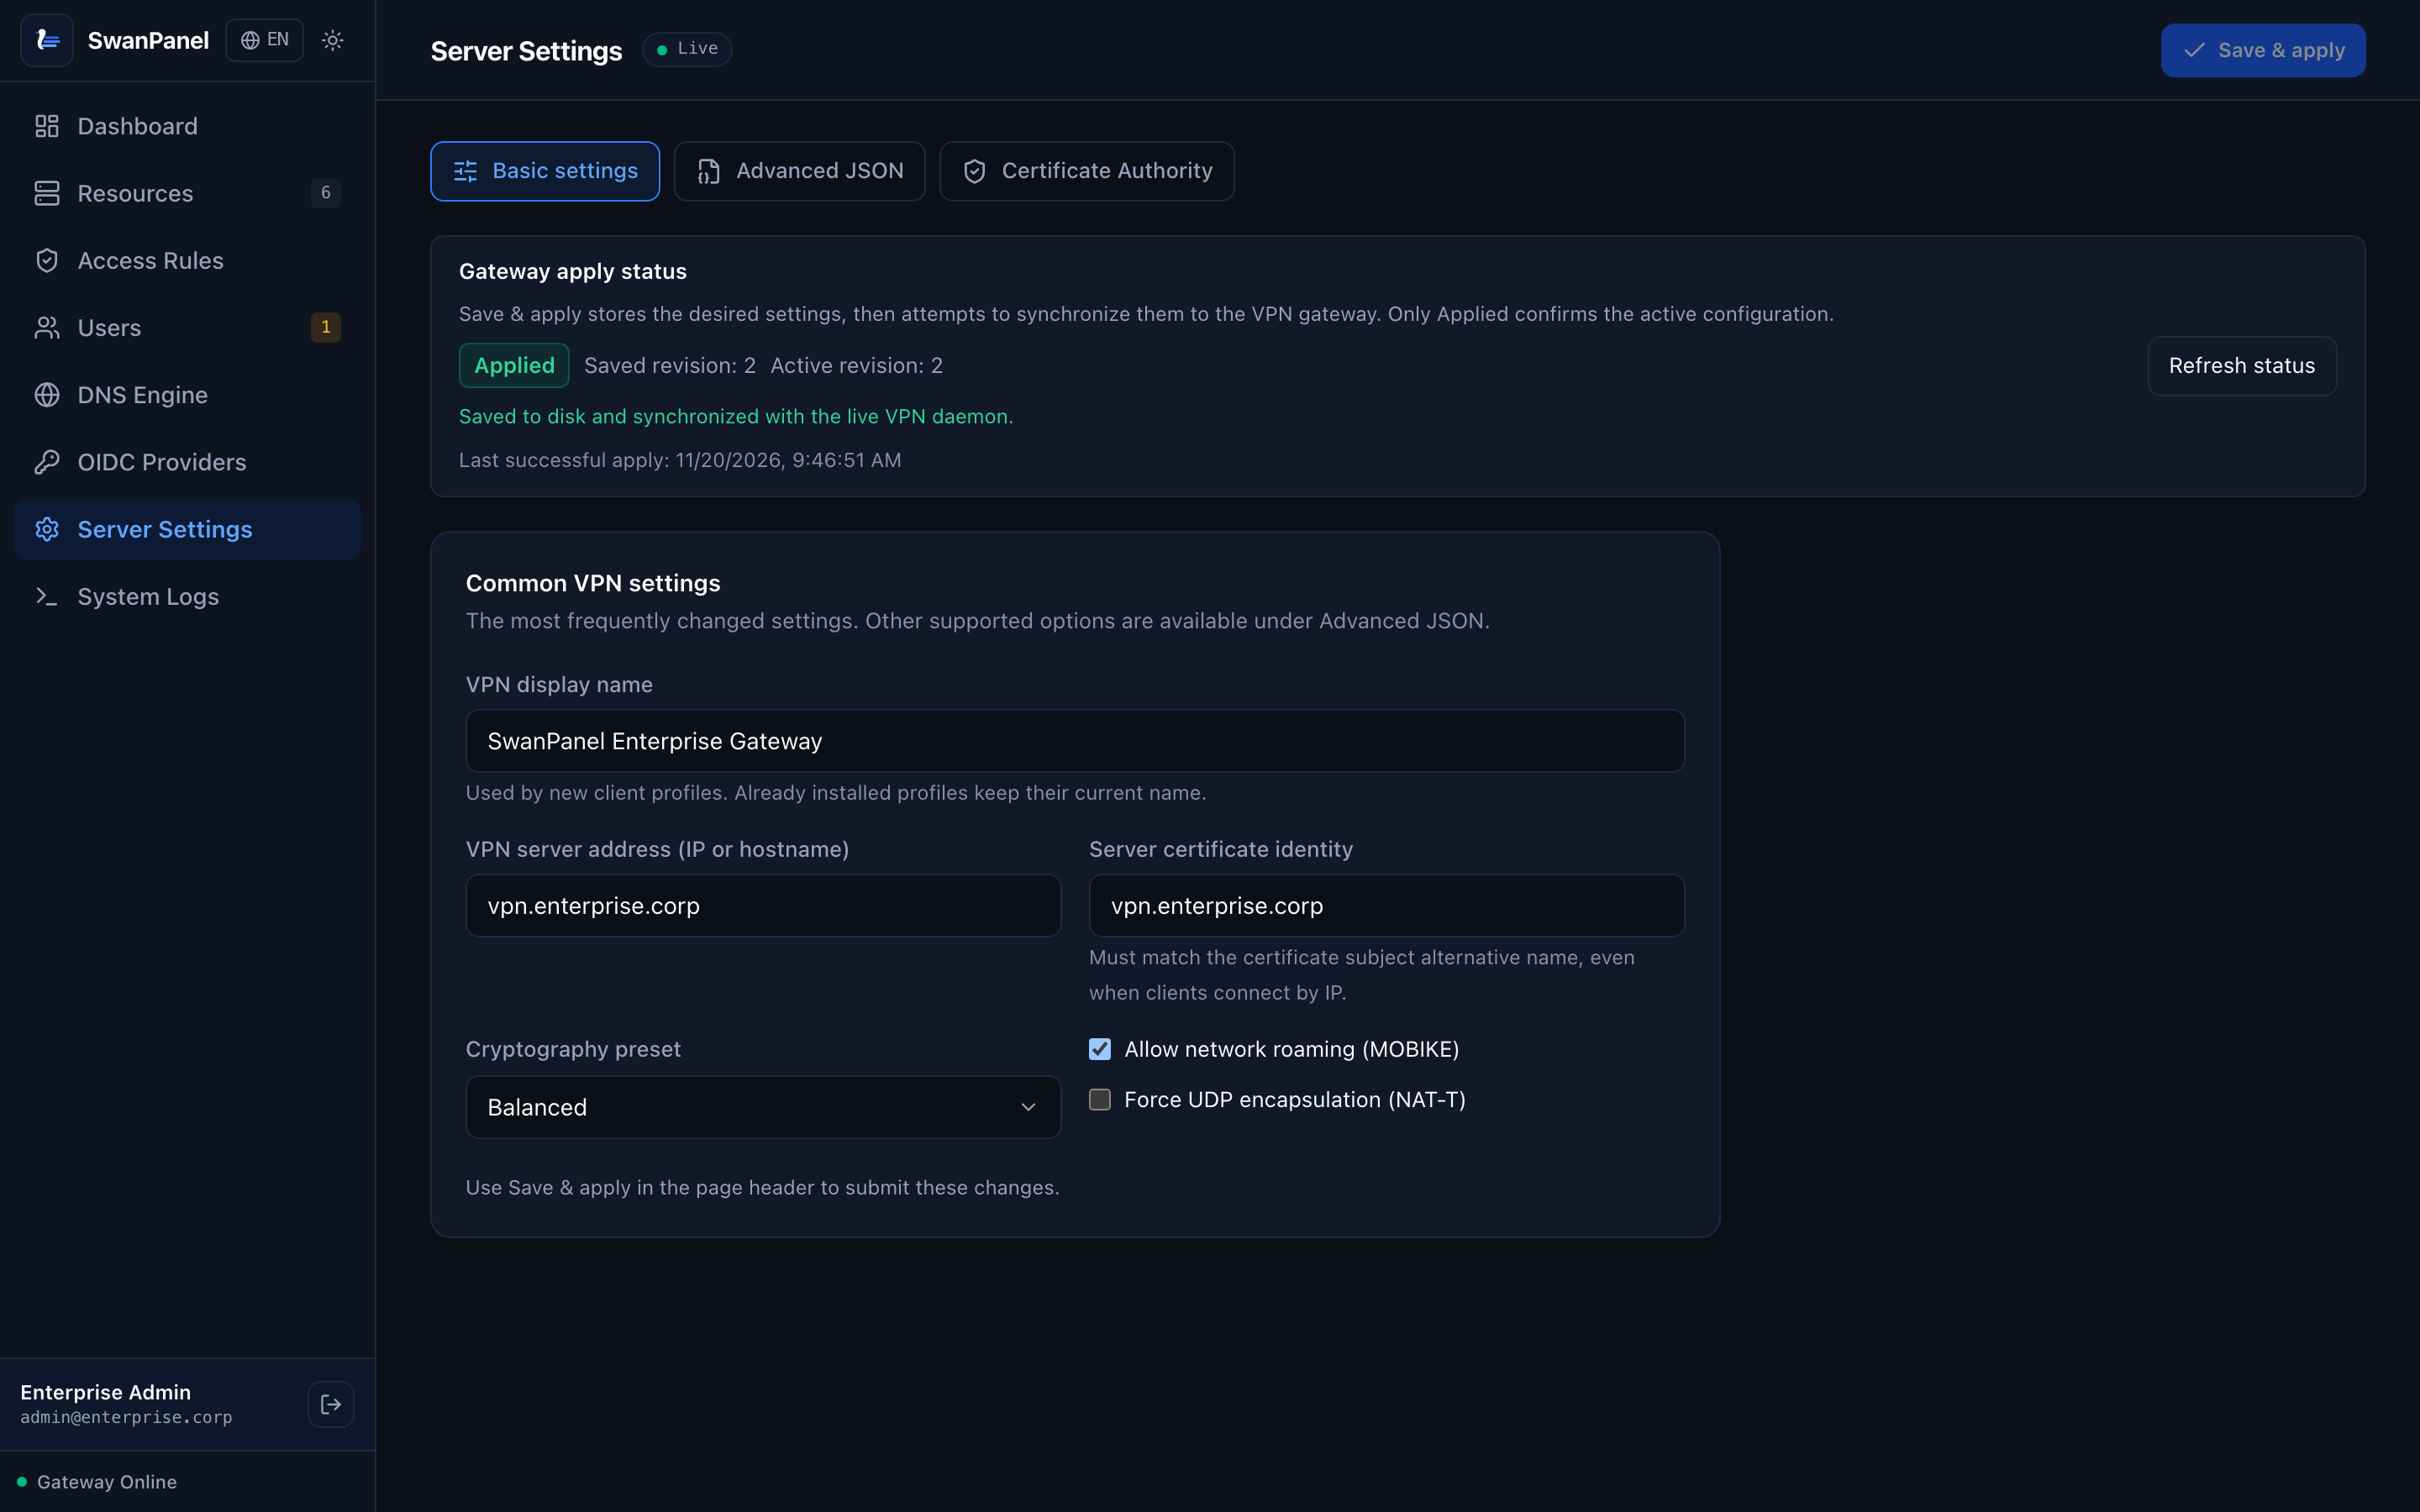 SwanPanel
EN
Dashboard
Resources
6
Access Rules
Users
1
DNS Engine
OIDC Providers
Server Settings
System Logs
Enterprise Admin
admin@enterprise.corp
Gateway Online
Server Settings
Live
Save & apply
Basic settings
Advanced JSON
Certificate Authority
Gateway apply status
Save & apply stores the desired settings, then attempts to synchronize them to the VPN gateway. Only Applied confirms the active configuration.
Applied
Saved revision: 2 Active revision: 2
Refresh status
Saved to disk and synchronized with the live VPN daemon.
Last successful apply: 11/20/2026, 9:46:51 AM
Common VPN settings
The most frequently changed settings. Other supported options are available under Advanced JSON.
VPN display name
SwanPanel Enterprise Gateway
Used by new client profiles. Already installed profiles keep their current name.
VPN server address (IP or hostname)
vpn.enterprise.corp
Server certificate identity
vpn.enterprise.corp
Must match the certificate subject alternative name, even
when clients connect by IP.
Cryptography preset
Balanced
Allow network roaming (MOBIKE)
Force UDP encapsulation (NAT-T)
Use Save & apply in the page header to submit these changes.